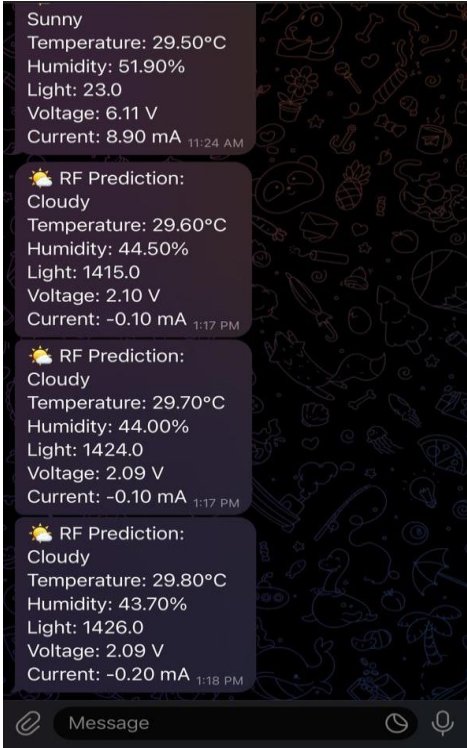 Sunny
Temperature: 29.50°C
Humidity: 51.90%
Light: 23.0
Voltage: 6.11 V
Current: 8.90 mA 11:24 AM
RF Prediction:
Cloudy
Temperature: 29.60°C
Humidity: 44.50%
Light: 1415.0
Voltage: 2.10 V
Current: -0.10 mA 1:17 PM
RF Prediction:
Cloudy
Temperature: 29.70°C
Humidity: 44.00%
Light: 1424.0
Voltage: 2.09 V
Current: -0.10 mA 1:17 PM
RF Prediction:
Cloudy
Temperature: 29.80°C
Humidity: 43.70%
Light: 1426.0
Voltage: 2.09 V
Current: -0.20 mA 1:18 PM
Message